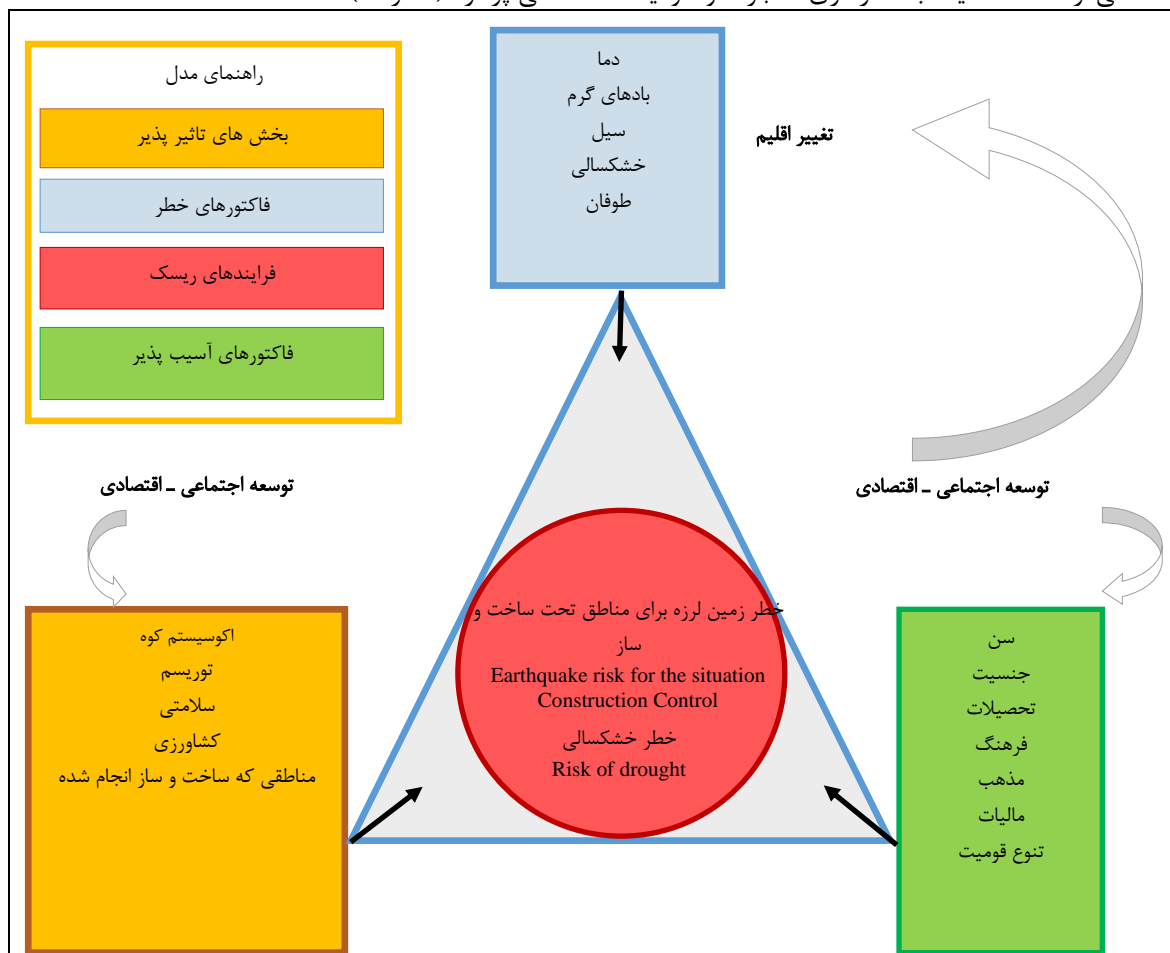 راهنمای مدل
بخش های تاثیر پذیر
فاکتورهای خطر
فرایندهای ریسک
فاکتورهای آسیب پذیر
دما
بادهای گرم
سیل
خشکسالی
طوفان
تغییر اقلیم
توسعه اجتماعی ـ اقتصادی
توسعه اجتماعی ـ اقتصادی
خطر زمین لرزه برای مناطق تحت ساخت و
ساز
Earthquake risk for the situation
Construction Control
خطر خشکسالی
Risk of drought
سن
جنسیت
تحصیلات
فرهنگ
مذهب
مالیات
تنوع قومیت
اکوسیستم کوه
توریسم
سلامتی
کشاورزی
مناطقی که ساخت و ساز انجام شده